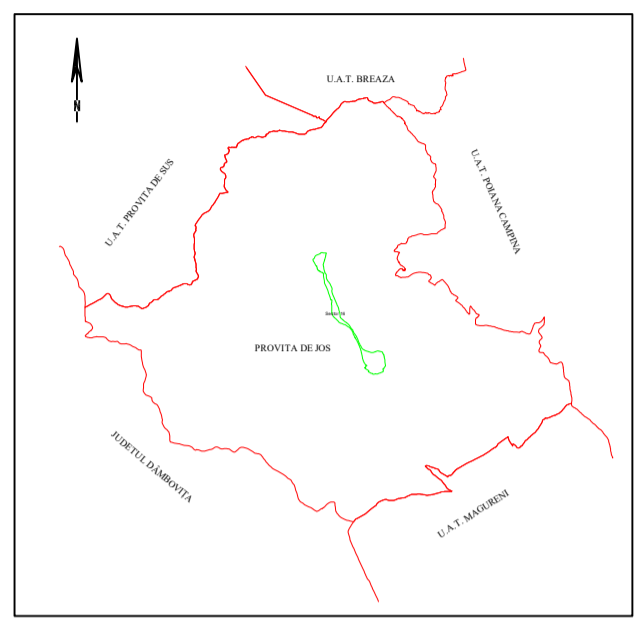 U.A.T. BREAZA
N
U.A.T. PROVITA DE SUS
U.A.T. POIANA CAMPINA
PROVITA DE JOS
JUDETUL DÂMBOVITA
U.A.T. MAGURENI